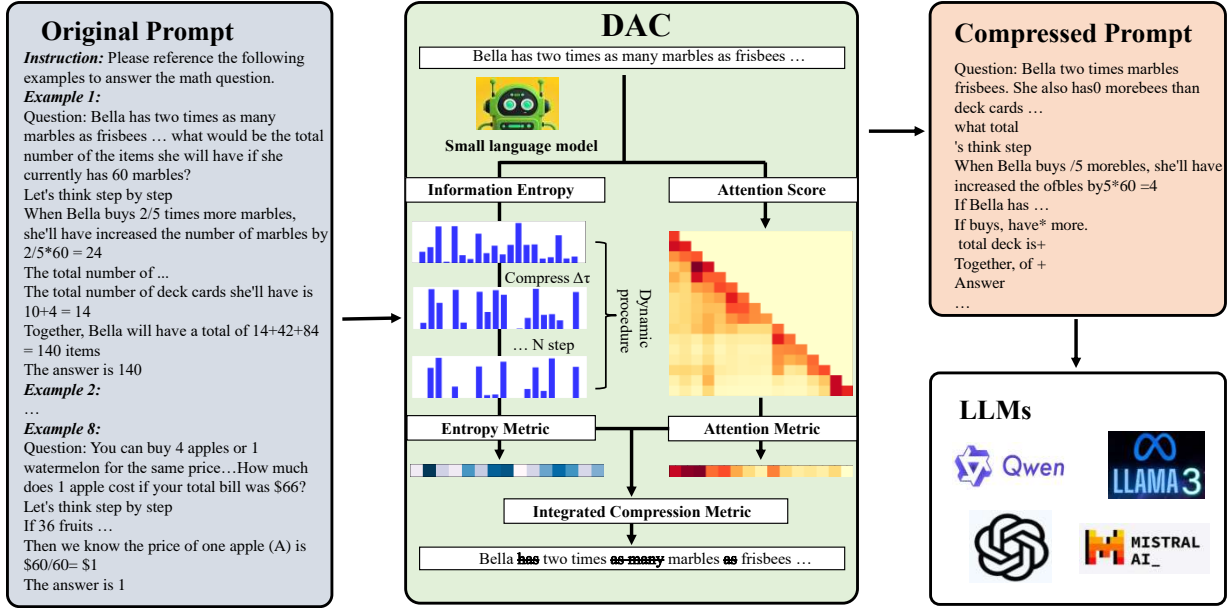 Original Prompt
Instruction: Please reference the following
examples to answer the math question.
Example 1:
Question: Bella has two times as many
marbles as frisbees … what would be the total
number of the items she will have if she
currently has 60 marbles?
Let's think step by step
When Bella buys 2/5 times more marbles,
she'll have increased the number of marbles by
2/5*60 = 24
The total number of ...
The total number of deck cards she'll have is
10+4 = 14
Together, Bella will have a total of 14+42+84
= 140 items
The answer is 140
Example 2:
…
Example 8:
Question: You can buy 4 apples or 1
watermelon for the same price…How much
does 1 apple cost if your total bill was $66?
Let's think step by step
If 36 fruits …
Then we know the price of one apple (A) is
$60/60= $1
The answer is 1
DAC
Bella has two times as many marbles as frisbees …
Small language model
Information Entropy
Attention Score
Compress Δτ
… N step
Dynamic
procedure
Entropy Metric
Attention Metric
Integrated Compression Metric
Bella has two times as many marbles as frisbees …
Compressed Prompt
Question: Bella two times marbles
frisbees. She also has0 morebees than
deck cards …
what total
's think step
When Bella buys /5 morebles, she'll have
increased the ofbles by5*60 =4
If Bella has …
If buys, have* more.
total deck is+
Together, of +
Answer
…
LLMs
Qwen
LLAMA 3
MISTRAL
AI_